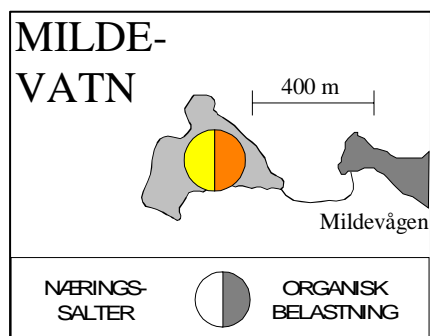 MILDE-
VATN
400 m
Mildevågen
NÆRINGS-
SALTER
ORGANISK
BELASTNING